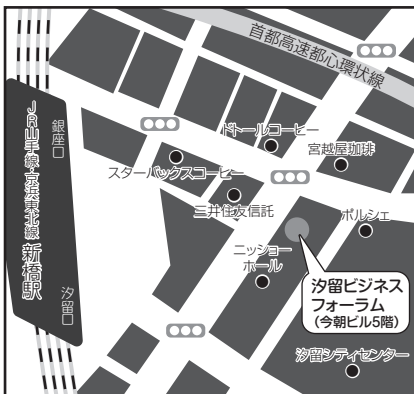 首都高速都心環状線
銀座口
ドトールコーヒー
宮越屋珈琲
スターバックスコーヒー
三井住友信託
JR山手線・京浜東北線 新橋駅
ポルシェ
ニッショー
ホール
汐留ビジネス
フォーラム
(今朝ビル5階)
汐留口
汐留シティセンター